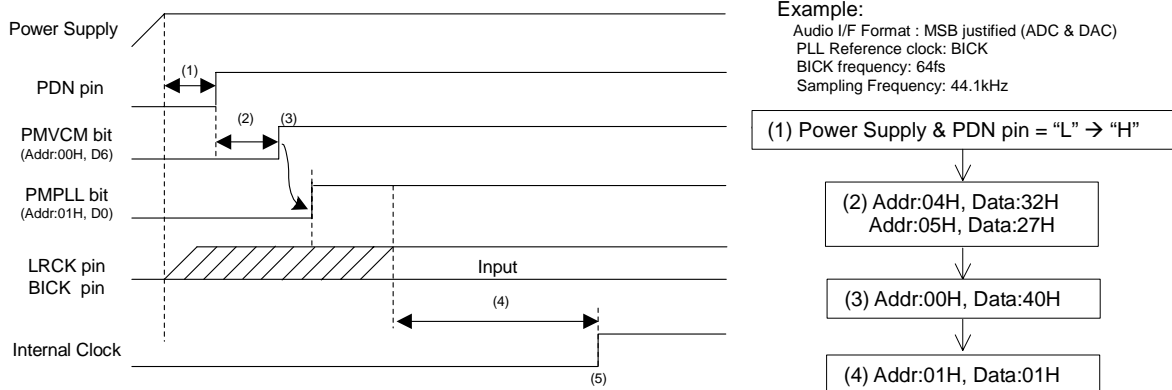 Power Supply
(1)
PDN pin
(2)
(3)
PMVCM bit
(Addr:00H, D6)
PMPLL bit
(Addr:01H, D0)
LRCK pin
BICK pin
Input
(4)
Internal Clock
(5)
Example:
Audio I/F Format : MSB justified (ADC & DAC)
PLL Reference clock: BICK
BICK frequency: 64fs
Sampling Frequency: 44.1kHz
(1) Power Supply & PDN pin = “L” → “H”
(2) Addr:04H, Data:32H
Addr:05H, Data:27H
(3) Addr:00H, Data:40H
(4) Addr:01H, Data:01H